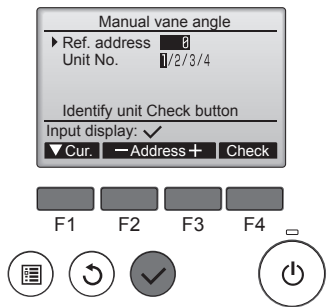 Manual vane angle
Ref. address 0
Unit No. 1/2/3/4
Identify unit Check button
Input display: ✓
▼Cur. －Address＋ Check
F1 F2 F3 F4